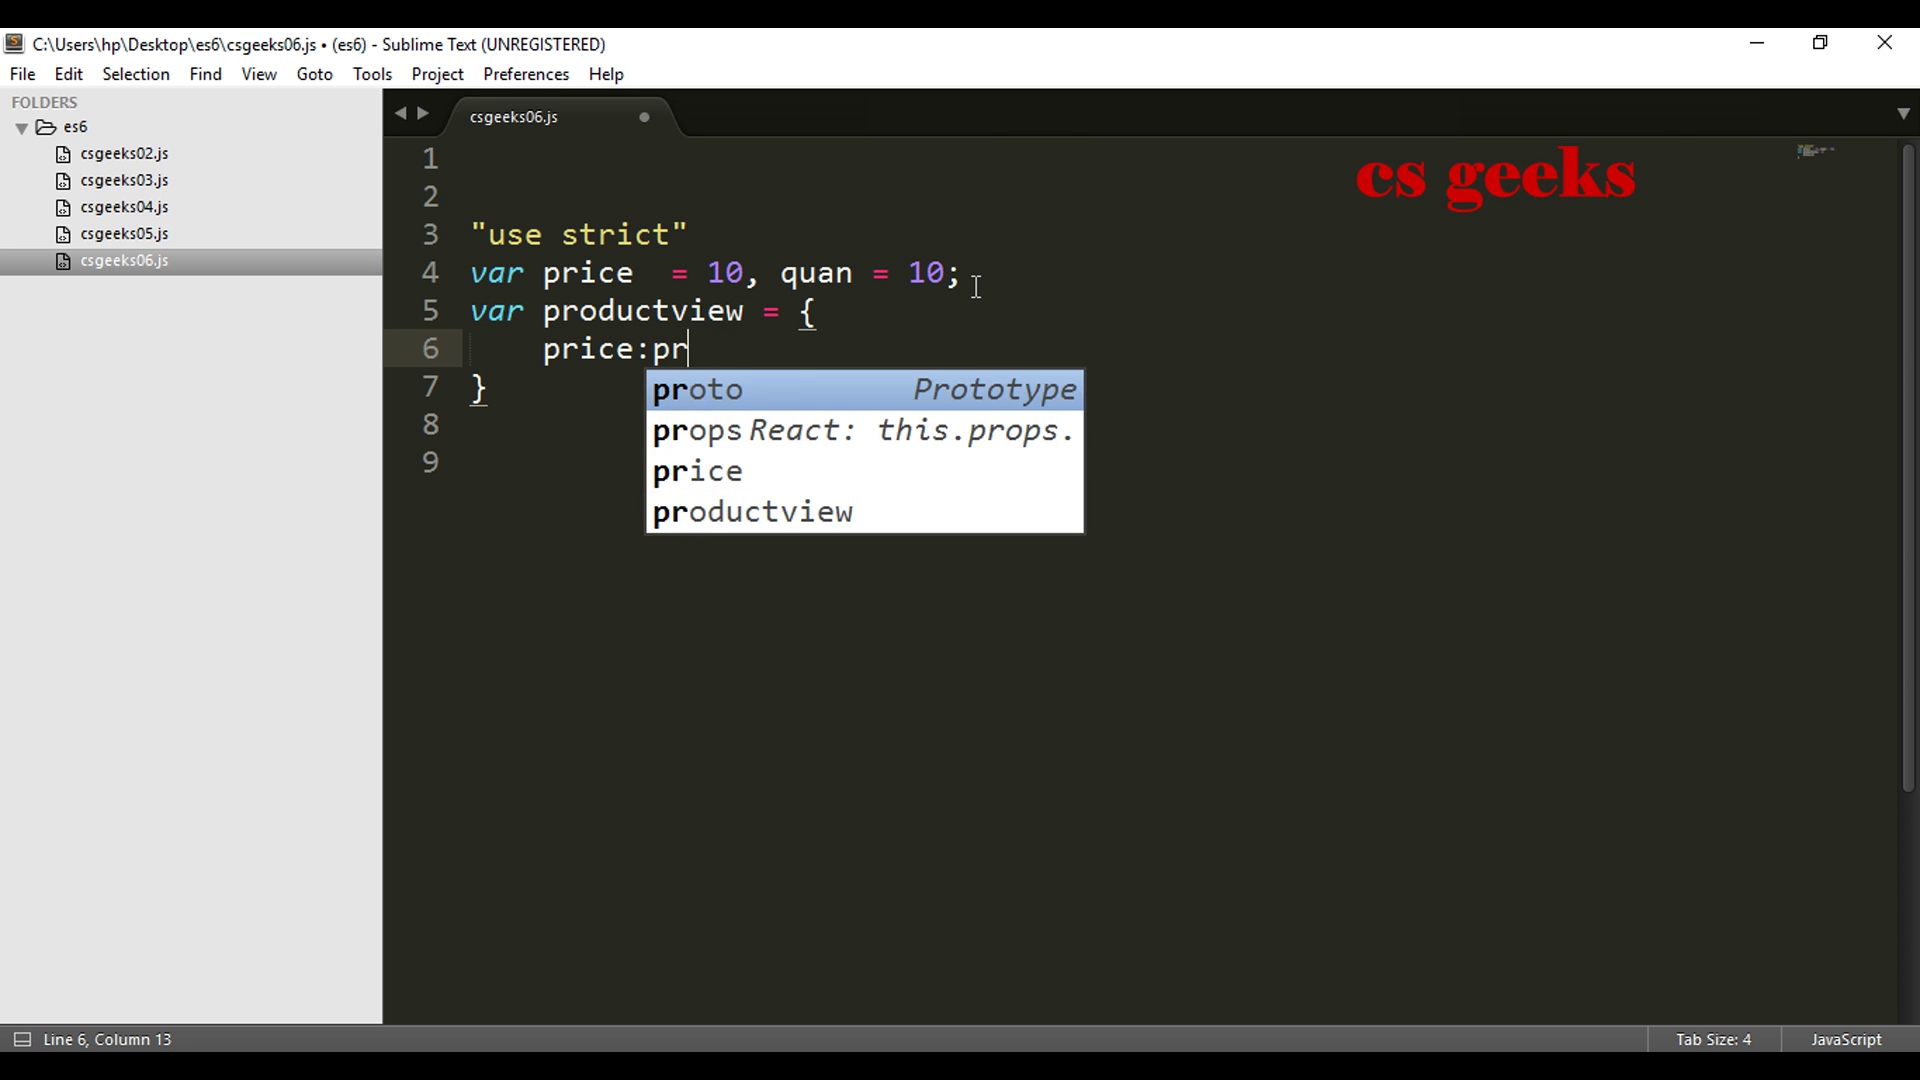 C:\Users\hp\Desktop\es6\csgeeks06.js • (es6) - Sublime Text (UNREGISTERED)
File Edit Selection Find View Goto Tools Project Preferences Help
FOLDERS
es6
csgeeks02.js
csgeeks03.js
csgeeks04.js
csgeeks05.js
csgeeks06.js
csgeeks06.js
cs geeks
1
2
3 "use strict"
4 var price  = 10, quan = 10;
5 var productview = {
6     price:pr
7 }
8
9
proto Prototype
props React: this.props.
price
productview
Line 6, Column 13
Tab Size: 4
JavaScript